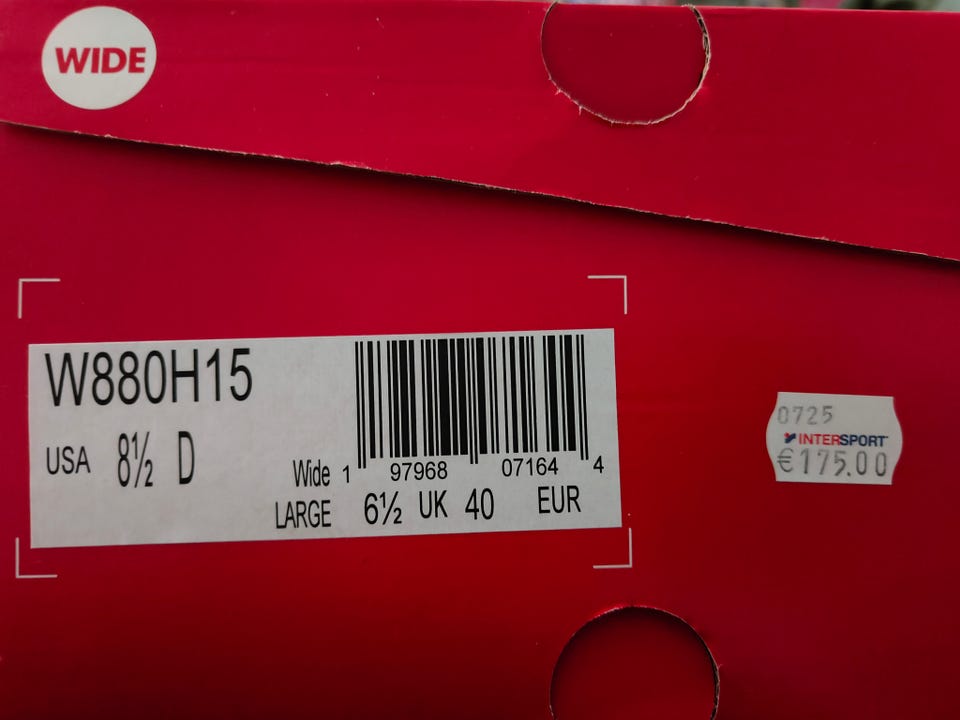 WIDE
W880H15
USA 8½ D
Wide
LARGE
1 97968 07164 4
6½ UK 40 EUR
0725
INTERSPORT
€175.00